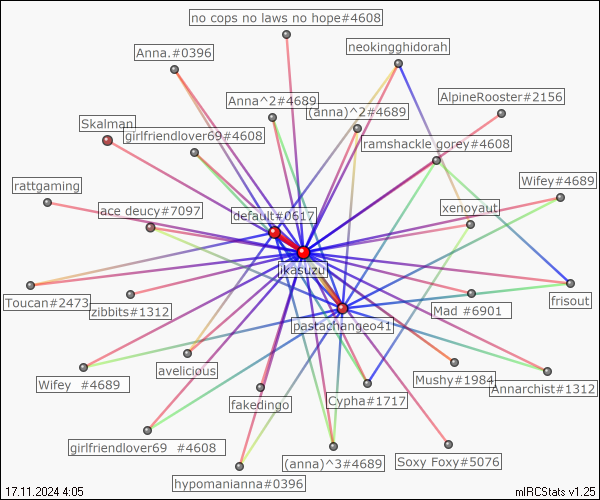 no cops no laws no hope#4608
neokingghidorah
Anna.#0396
AlpineRooster#2156
Anna^2#4689
(anna)^2#4689
Skalman
girlfriendlover69#4608
ramshackle gorey#4608
Wifey#4689
rattgaming
ace deucy#7097
default#0617
xenoyaut
ikasuzu
Toucan#2473
zibbits#1312
Mad #6901
frisout
pastachangeo41
avelicious
Wifey #4689
Mushy#1984
Annarchist#1312
fakedingo
Cypha#1717
girlfriendlover69 #4608
(anna)^3#4689
Soxy Foxy#5076
hypomanianna#0396
17.11.2024 4:05
mIRCStats v1.25